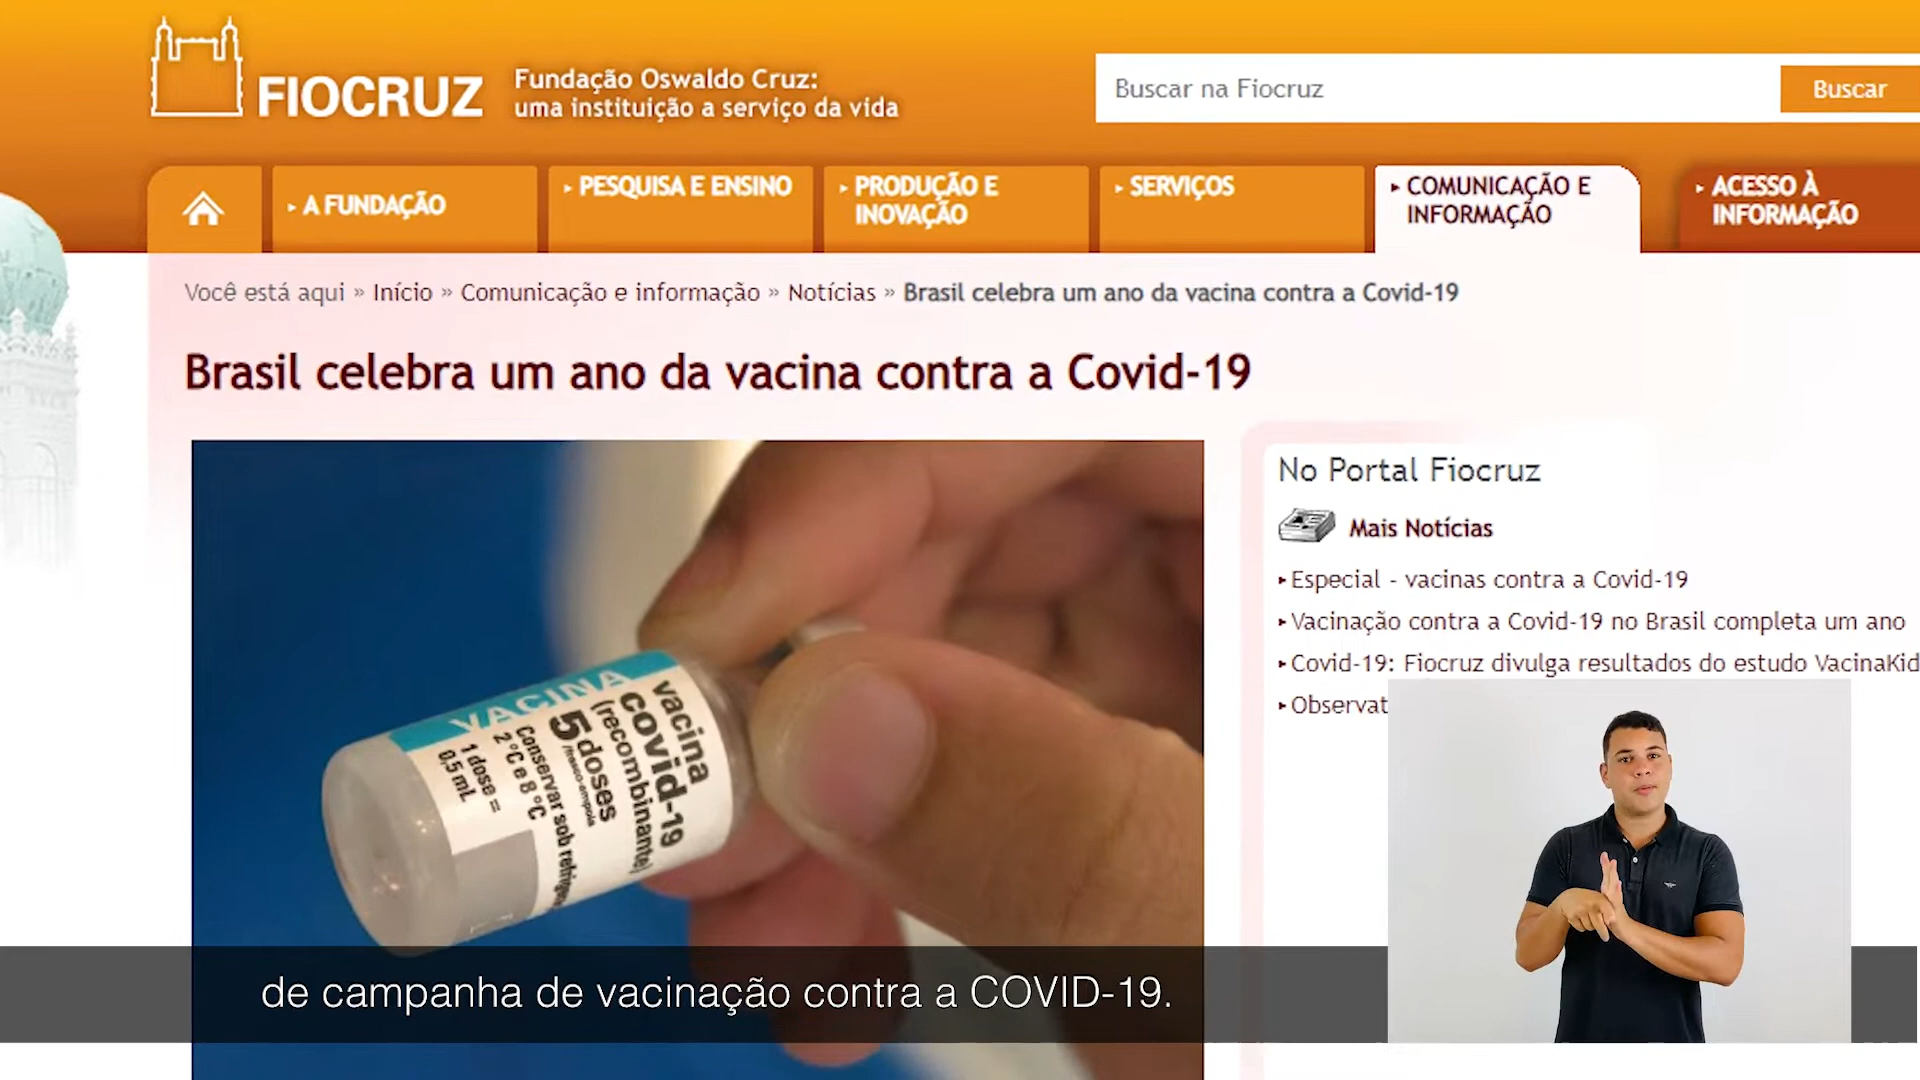 FIOCRUZ
Fundação Oswaldo Cruz:
uma instituição a serviço da vida
Buscar na Fiocruz
Buscar
A FUNDAÇÃO
PESQUISA E ENSINO
PRODUÇÃO E
INOVAÇÃO
SERVIÇOS
COMUNICAÇÃO E
INFORMAÇÃO
ACESSO À
INFORMAÇÃO
Você está aqui » Início » Comunicação e informação » Notícias » Brasil celebra um ano da vacina contra a Covid-19
Brasil celebra um ano da vacina contra a Covid-19
No Portal Fiocruz
Mais Notícias
Especial - vacinas contra a Covid-19
Vacinação contra a Covid-19 no Brasil completa um ano
Covid-19: Fiocruz divulga resultados do estudo VacinaKid
Observat
VACINA
vacina
covid-19
(recombinante)
5 doses
/frasco-ampola
Conservar sob refrige
2°C e 8°C
1 dose =
0,5 mL
de campanha de vacinação contra a COVID-19.